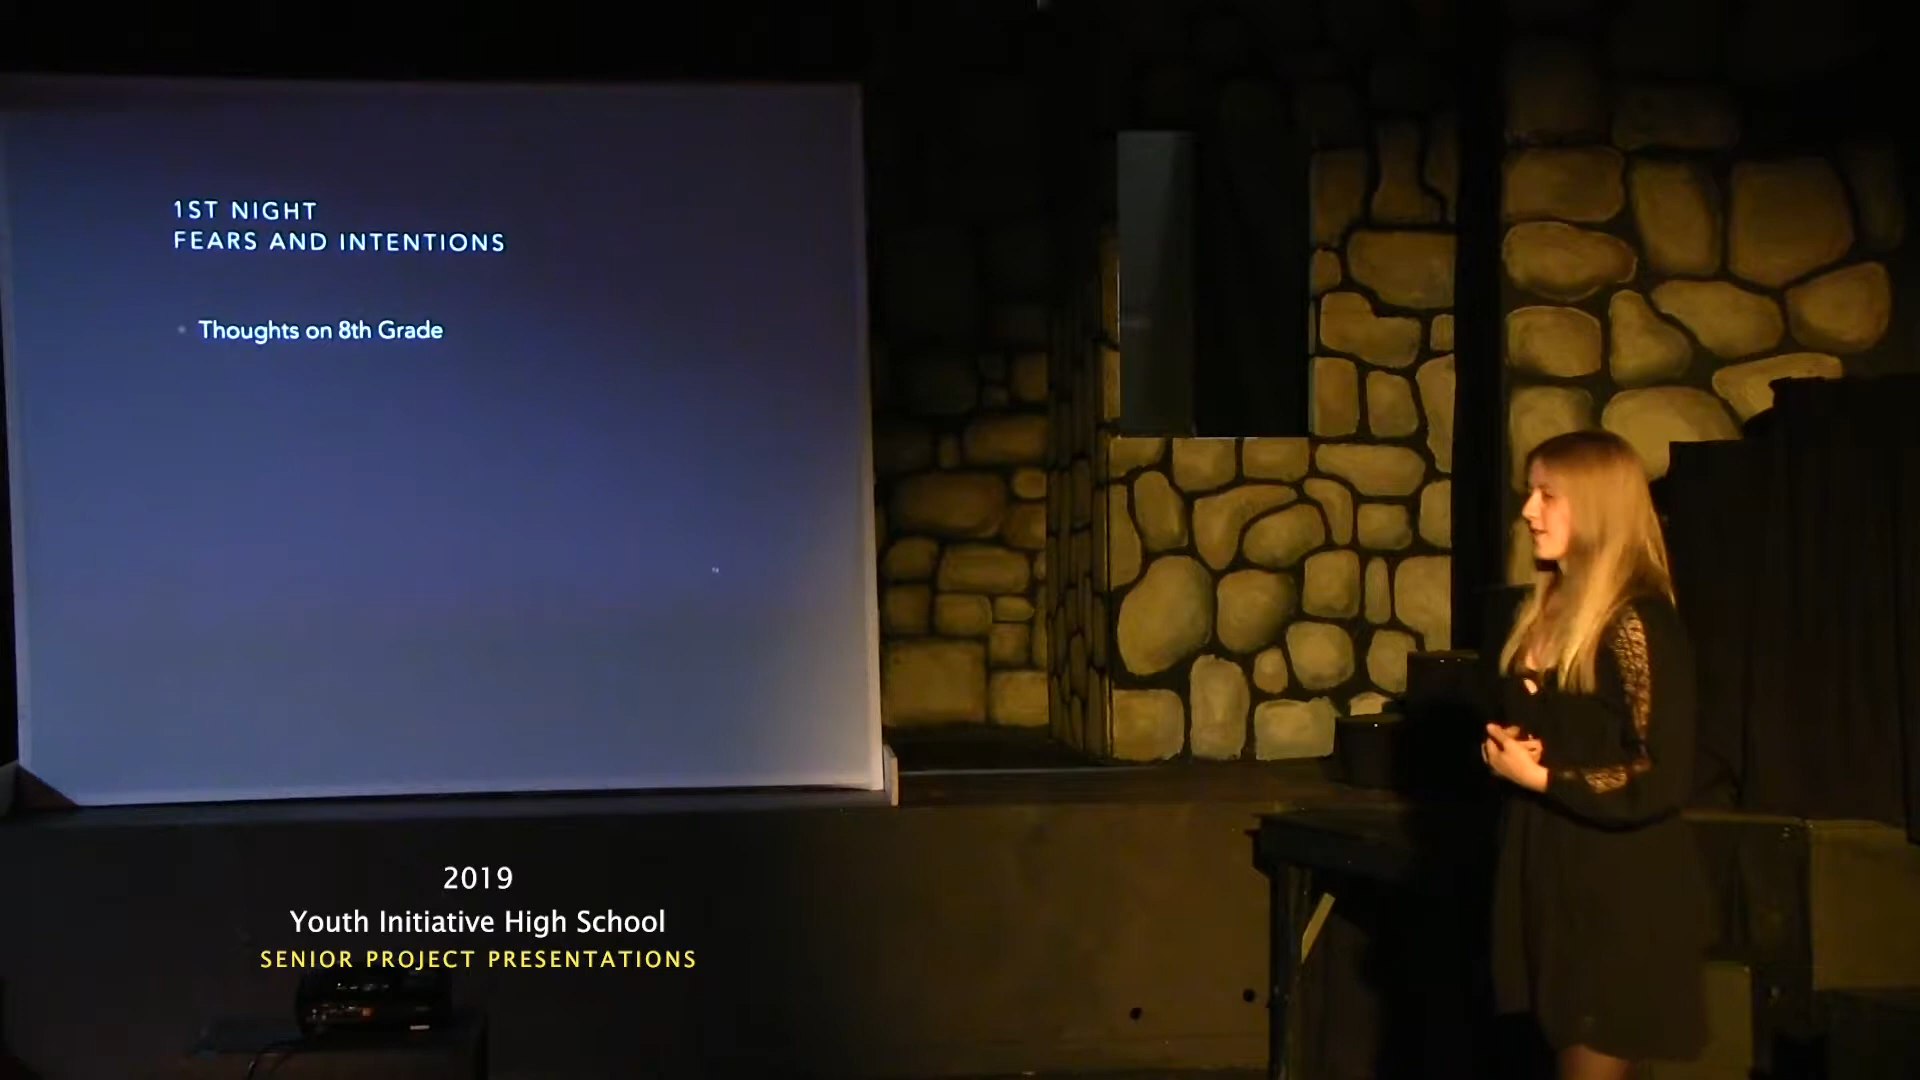 1ST NIGHT
FEARS AND INTENTIONS
Thoughts on 8th Grade
2019
Youth Initiative High School
SENIOR PROJECT PRESENTATIONS